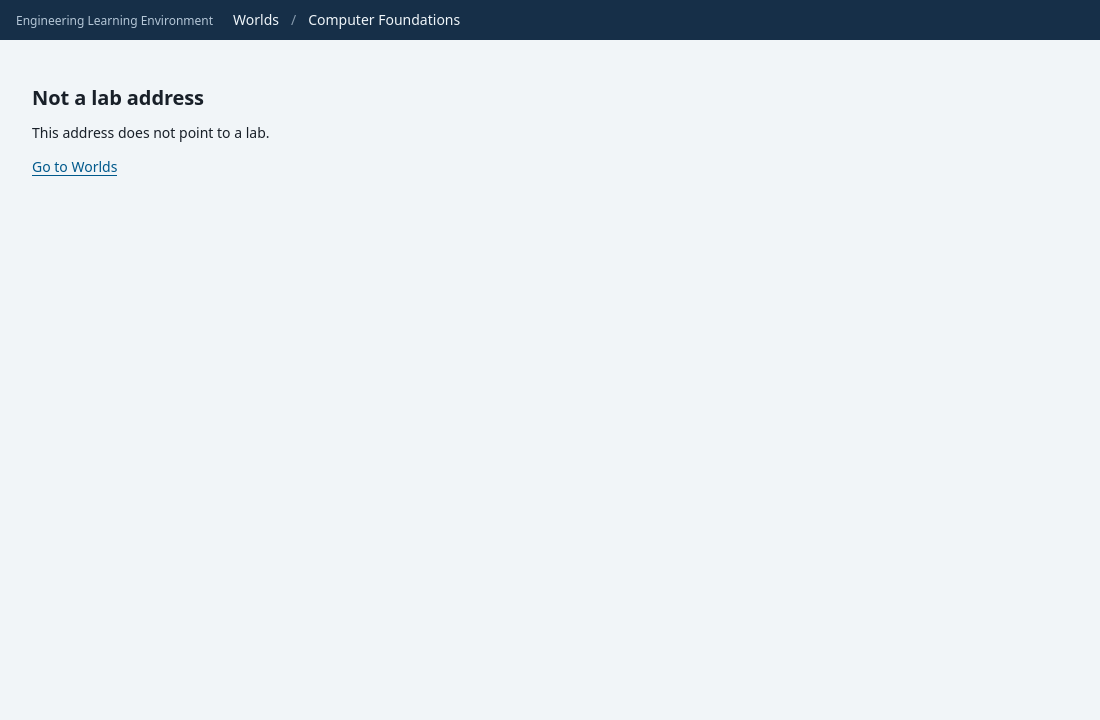 Engineering Learning Environment Worlds / Computer Foundations
Not a lab address
This address does not point to a lab.
Go to Worlds